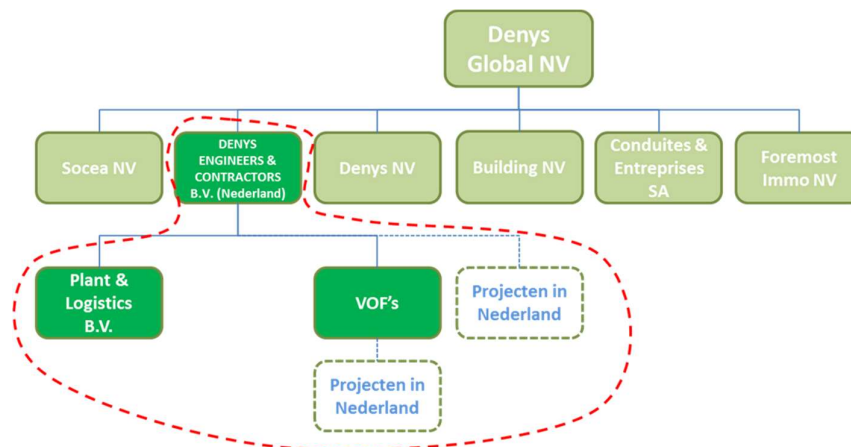 Denys
Global NV
Socea NV
DENYS
ENGINEERS &
CONTRACTORS
B.V. (Nederland)
Denys NV
Building NV
Conduites &
Entreprises
SA
Foremost
Immo NV
Plant &
Logistics
B.V.
VOF's
Projecten in
Nederland
Projecten in
Nederland